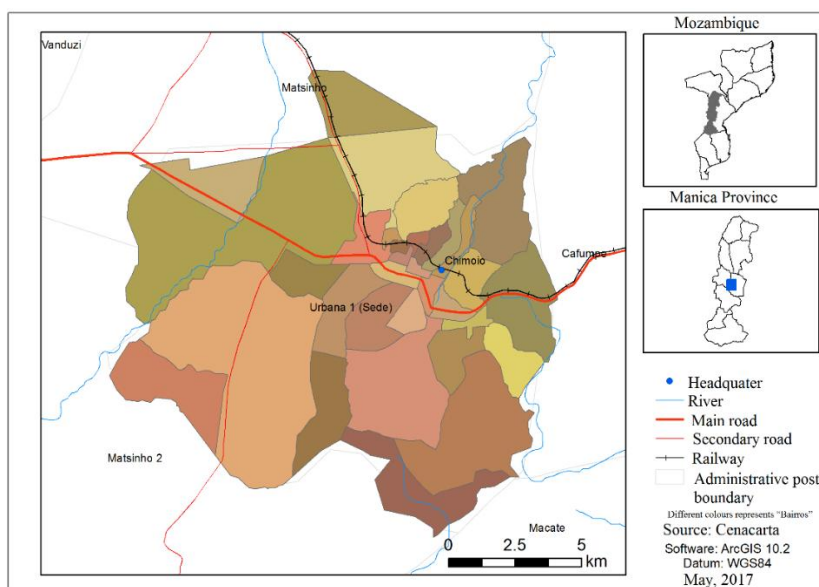 Vanduzi
Matsinho
Chimoio
Cafumpe
Urbana 1 (Sede)
Matsinho 2
Macate
0 2.5 5
km
Mozambique
Manica Province
Headquater
River
Main road
Secondary road
Railway
Administrative post
boundary
Different colours represents “Bairros”
Source: Cenacarta
Software: ArcGIS 10.2
Datum: WGS84
May, 2017